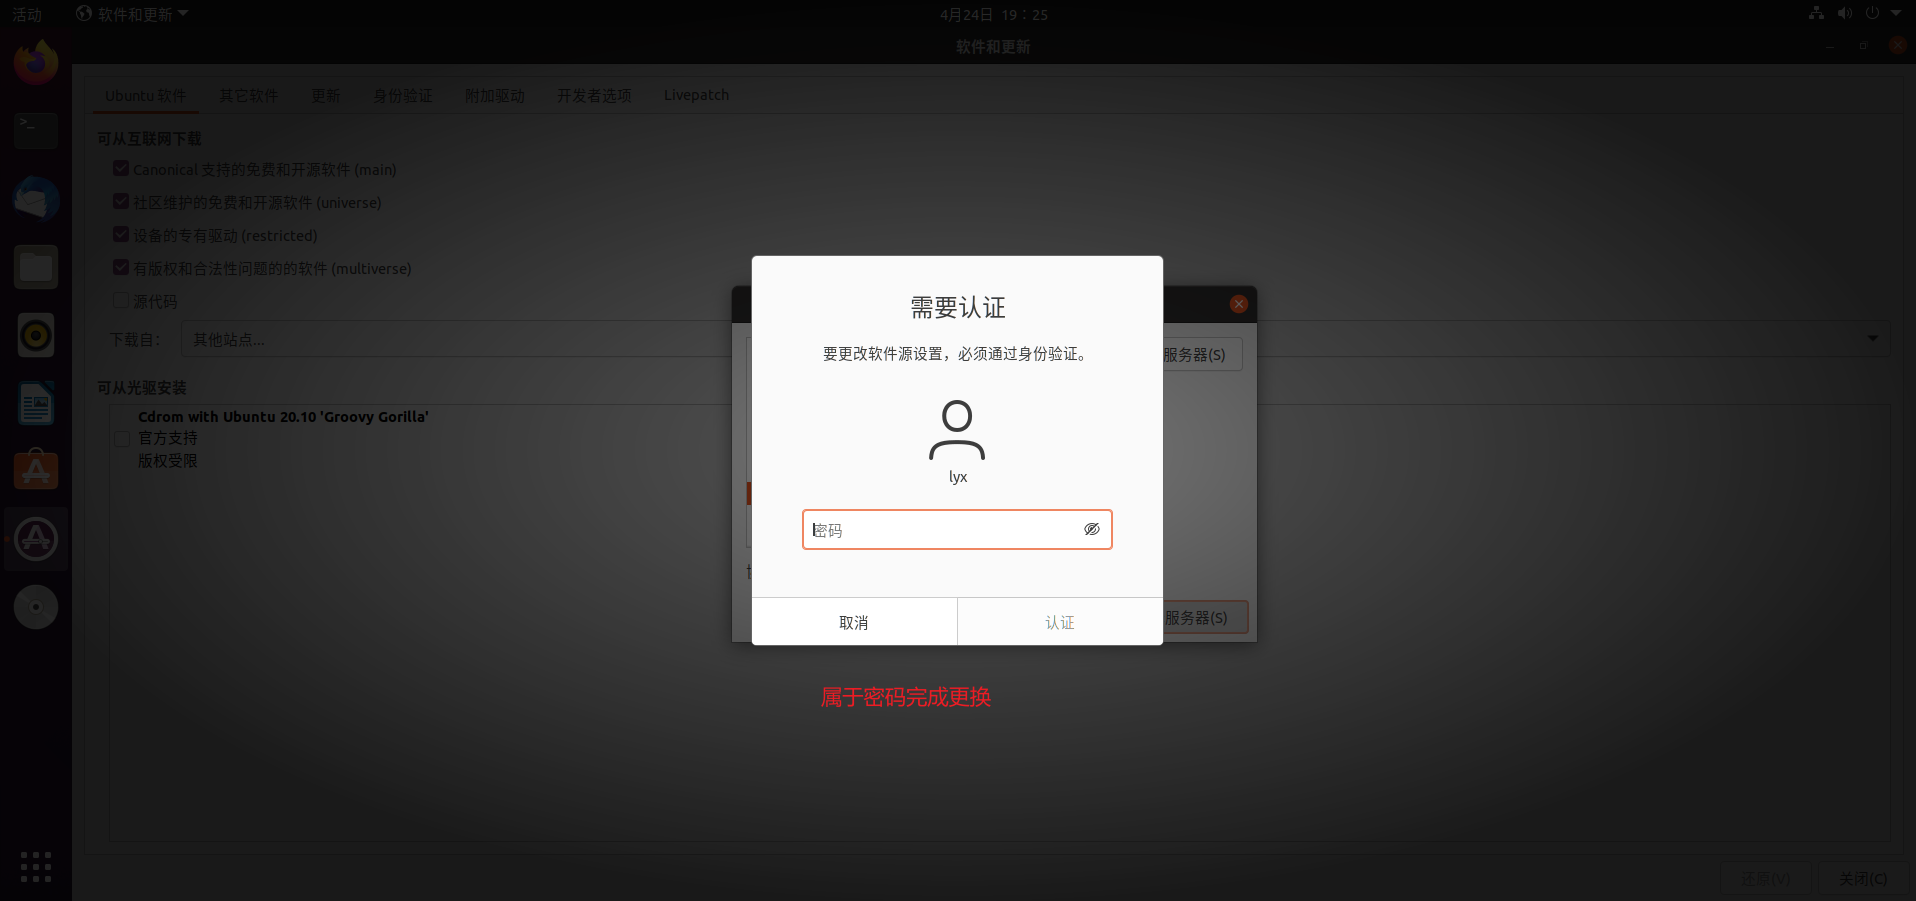 活动
软件和更新
4月24日 19：25
软件和更新
Ubuntu 软件
其它软件
更新
身份验证
附加驱动
开发者选项
Livepatch
可从互联网下载
Canonical 支持的免费和开源软件 (main)
社区维护的免费和开源软件 (universe)
设备的专有驱动 (restricted)
有版权和合法性问题的的软件 (multiverse)
源代码
下载自：
其他站点...
可从光驱安装
Cdrom with Ubuntu 20.10 'Groovy Gorilla'
官方支持
版权受限
需要认证
要更改软件源设置，必须通过身份验证。
lyx
密码
取消
认证
服务器(S)
服务器(S)
属于密码完成更换
还原(V)
关闭(C)